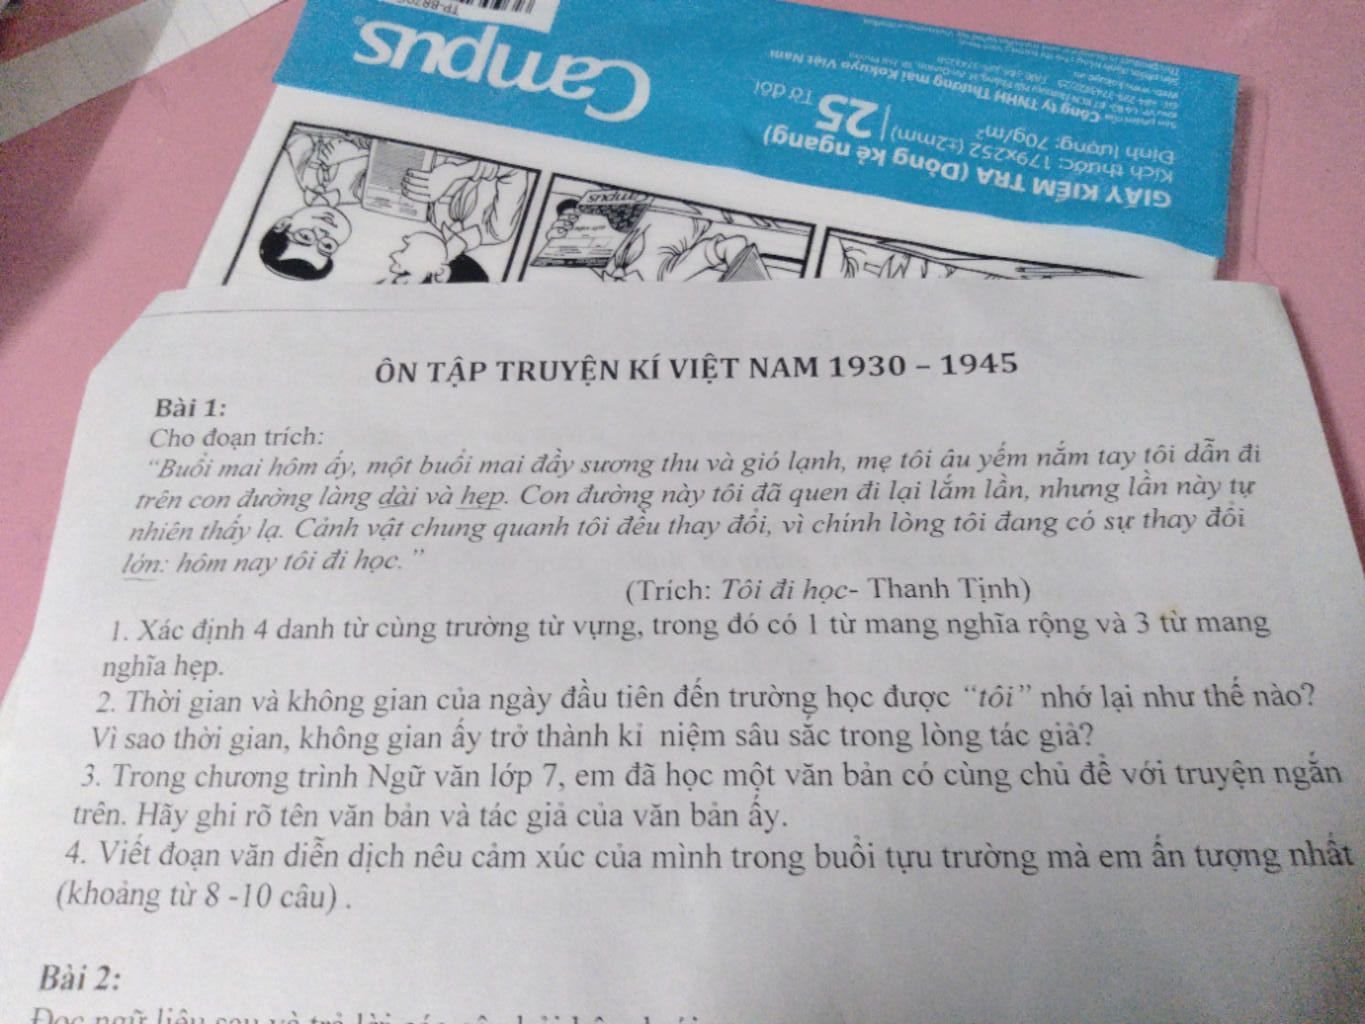 Campus
GIẤY KIỂM TRA (Dòng kẻ ngang)
Kích thước: 179x252 (±2mm) | 25 Tờ đôi
Định lượng: 70g/m²
Công ty TNHH Thương mại Kokuyo Việt Nam
Campus
ÔN TẬP TRUYỆN KÍ VIỆT NAM 1930 – 1945
Bài 1:
Cho đoạn trích:
“Buổi mai hôm ấy, một buổi mai đầy sương thu và gió lạnh, mẹ tôi âu yếm nắm tay tôi dẫn đi
trên con đường làng dài và hẹp. Con đường này tôi đã quen đi lại lắm lần, nhưng lần này tự
nhiên thấy lạ. Cảnh vật chung quanh tôi đều thay đổi, vì chính lòng tôi đang có sự thay đổi
lớn: hôm nay tôi đi học.”
(Trích: Tôi đi học- Thanh Tịnh)
1. Xác định 4 danh từ cùng trường từ vựng, trong đó có 1 từ mang nghĩa rộng và 3 từ mang
nghĩa hẹp.
2. Thời gian và không gian của ngày đầu tiên đến trường học được “tôi” nhớ lại như thế nào?
Vì sao thời gian, không gian ấy trở thành kỉ niệm sâu sắc trong lòng tác giả?
3. Trong chương trình Ngữ văn lớp 7, em đã học một văn bản có cùng chủ đề với truyện ngắn
trên. Hãy ghi rõ tên văn bản và tác giả của văn bản ấy.
4. Viết đoạn văn diễn dịch nêu cảm xúc của mình trong buổi tựu trường mà em ấn tượng nhất
(khoảng từ 8 -10 câu) .
Bài 2:
Đọc ngữ liệu sau và trả lời